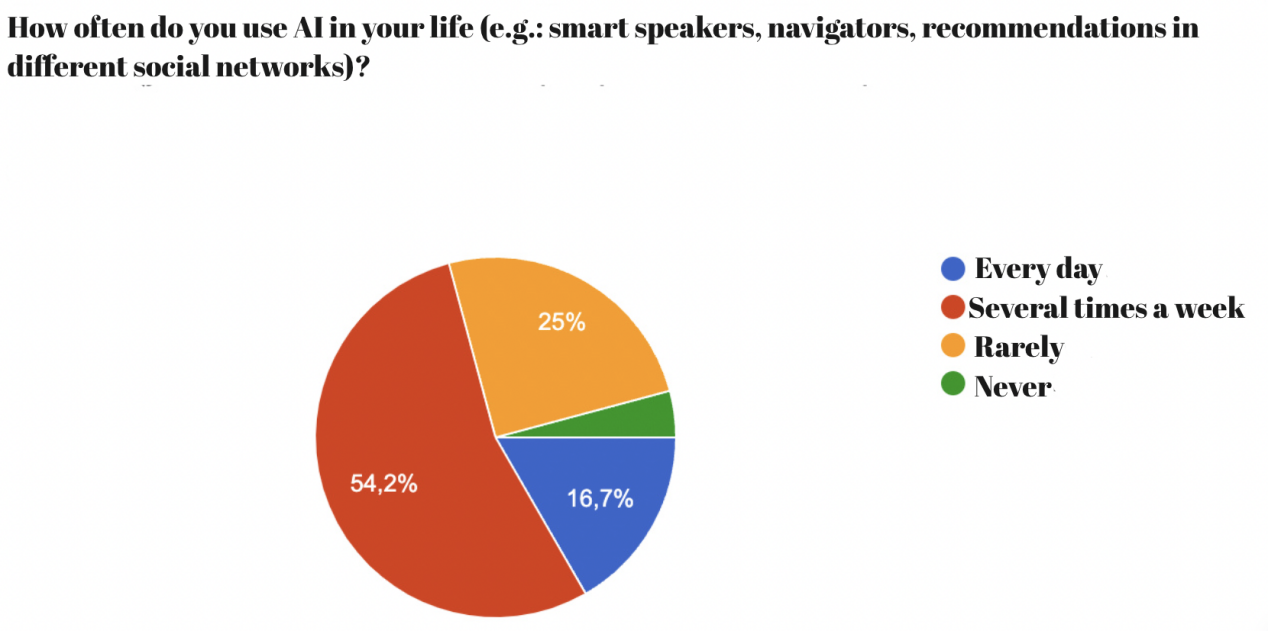 How often do you use AI in your life (e.g.: smart speakers, navigators, recommendations in
different social networks)?
25%
54,2%
16,7%
Every day
Several times a week
Rarely
Never